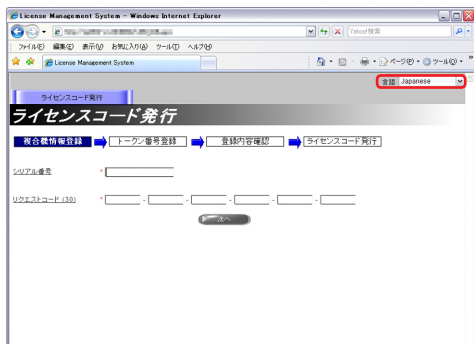 License Management System - Windows Internet Explorer
Yahoo!検索
ファイル(F) 編集(E) 表示(V) お気に入り(A) ツール(T) ヘルプ(H)
License Management System
ページ(P) ツール(O)
言語 Japanese
ライセンスコード発行
ライセンスコード発行
複合機情報登録 トークン番号登録 登録内容確認 ライセンスコード発行
シリアル番号 *
リクエストコード (30) * - - - - -
次へ